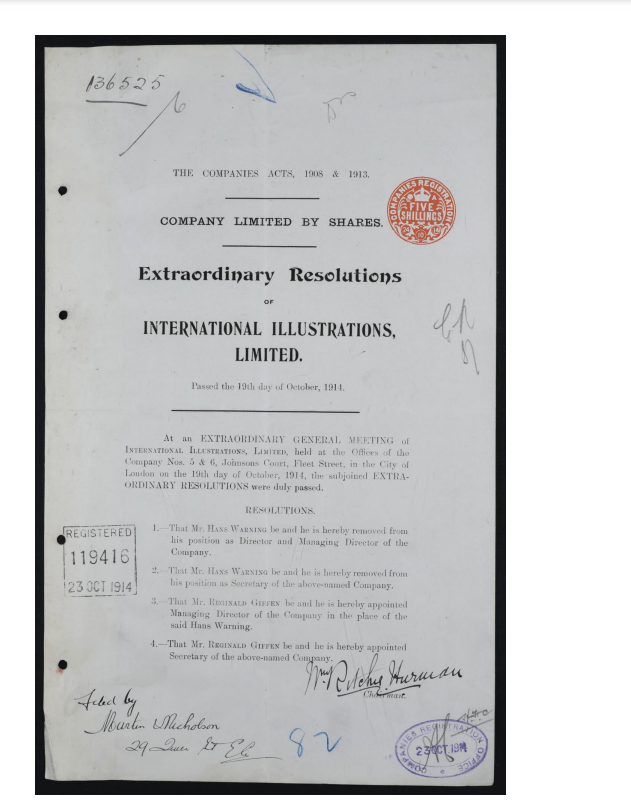 136525
6
THE COMPANIES ACTS, 1908 & 1913.
COMPANIES REGISTRATION
FIVE
SHILLINGS
COMPANY LIMITED BY SHARES.
Extraordinary Resolutions
OF
INTERNATIONAL ILLUSTRATIONS,
LIMITED.
Passed the 19th day of October, 1914.
At an EXTRAORDINARY GENERAL MEETING of
INTERNATIONAL ILLUSTRATIONS, LIMITED, held at the Offices of the
Company Nos. 5 & 6, Johnsons Court, Fleet Street, in the City of
London on the 19th day of October, 1914, the subjoined EXTRA-
ORDINARY RESOLUTIONS were duly passed.
RESOLUTIONS.
1.—That Mr. HANS WARNING be and he is hereby removed from
his position as Director and Managing Director of the
Company.
2.—That Mr. HANS WARNING be and he is hereby removed from
his position as Secretary of the above-named Company.
3.—That Mr. REGINALD GIFFEN be and he is hereby appointed
Managing Director of the Company in the place of the
said Hans Warning.
4.—That Mr. REGINALD GIFFEN be and he is hereby appointed
Secretary of the above-named Company.
REGISTERED
119416
23 OCT 1914
Wm Ritchie Hurman
Chairman.
Filed by
& Nicholson
29 St E.C.
82
COMPANIES REGISTRATION OFFICE
23 OCT. 1914